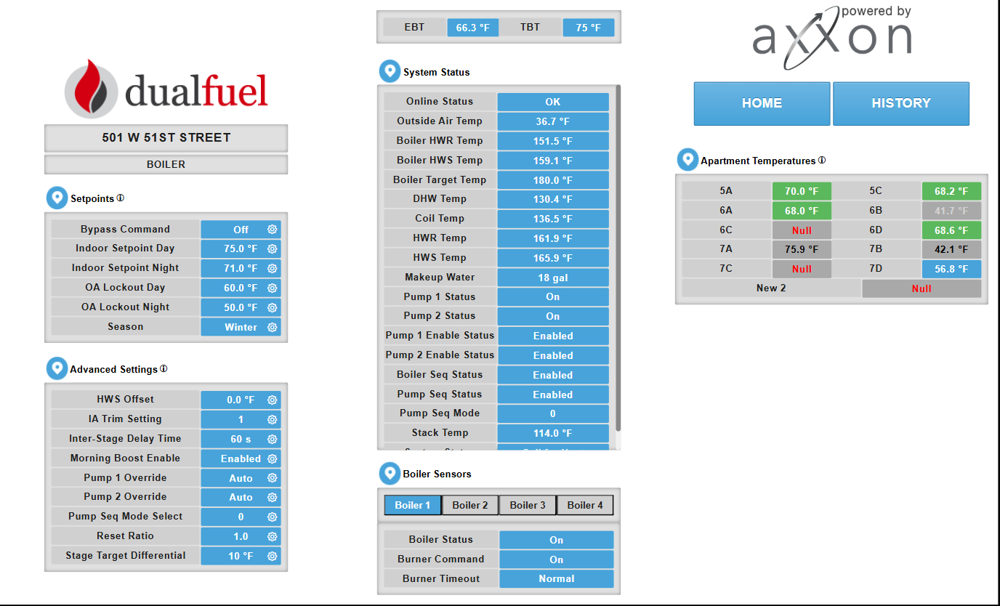 EBT 66.3 °F TBT 75 °F
powered by
axxon
dualfuel
501 W 51ST STREET
BOILER
HOME HISTORY
Setpoints
Bypass Command Off
Indoor Setpoint Day 75.0 °F
Indoor Setpoint Night 71.0 °F
OA Lockout Day 60.0 °F
OA Lockout Night 50.0 °F
Season Winter
Advanced Settings
HWS Offset 0.0 °F
IA Trim Setting 1
Inter-Stage Delay Time 60 s
Morning Boost Enable Enabled
Pump 1 Override Auto
Pump 2 Override Auto
Pump Seq Mode Select 0
Reset Ratio 1.0
Stage Target Differential 10 °F
System Status
Online Status OK
Outside Air Temp 36.7 °F
Boiler HWR Temp 151.5 °F
Boiler HWS Temp 159.1 °F
Boiler Target Temp 180.0 °F
DHW Temp 130.4 °F
Coil Temp 136.5 °F
HWR Temp 161.9 °F
HWS Temp 165.9 °F
Makeup Water 18 gal
Pump 1 Status On
Pump 2 Status On
Pump 1 Enable Status Enabled
Pump 2 Enable Status Enabled
Boiler Seq Status Enabled
Pump Seq Status Enabled
Pump Seq Mode 0
Stack Temp 114.0 °F
Boiler Sensors
Boiler 1 Boiler 2 Boiler 3 Boiler 4
Boiler Status On
Burner Command On
Burner Timeout Normal
Apartment Temperatures
5A 70.0 °F 5C 68.2 °F
6A 68.0 °F 6B 41.7 °F
6C Null 6D 68.6 °F
7A 75.9 °F 7B 42.1 °F
7C Null 7D 56.8 °F
New 2 Null